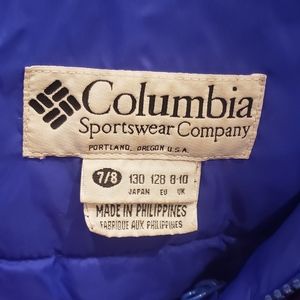 Columbia
Sportswear Company
PORTLAND, OREGON U.S.A.
7/8 130 128 8-10
JAPAN EU UK
MADE IN PHILIPPINES
FABRIQUE AUX PHILIPPINES